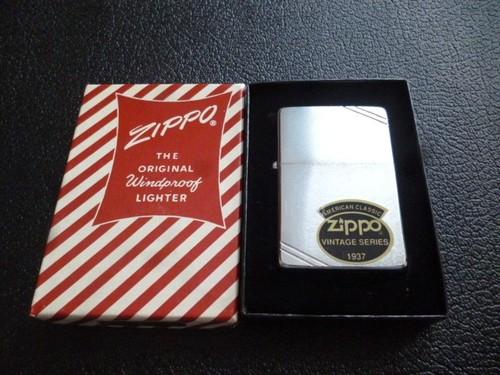 ZIPPO®
THE
ORIGINAL
Windproof
LIGHTER
AMERICAN CLASSIC
zippo
VINTAGE SERIES
1937